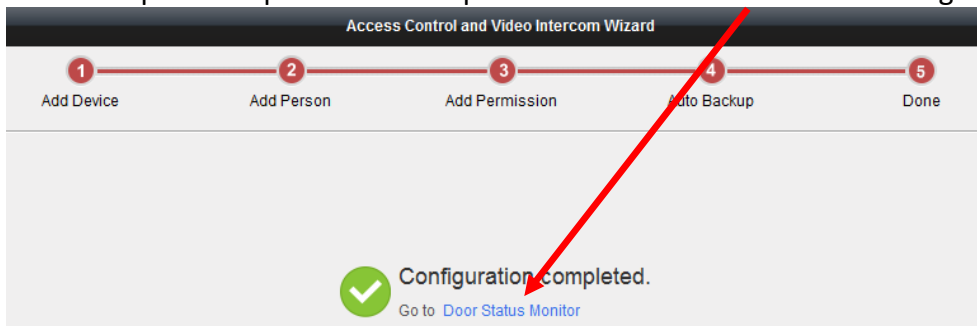 Access Control and Video Intercom Wizard
1 2 3 4 5
Add Device Add Person Add Permission Auto Backup Done
Configuration completed.
Go to Door Status Monitor